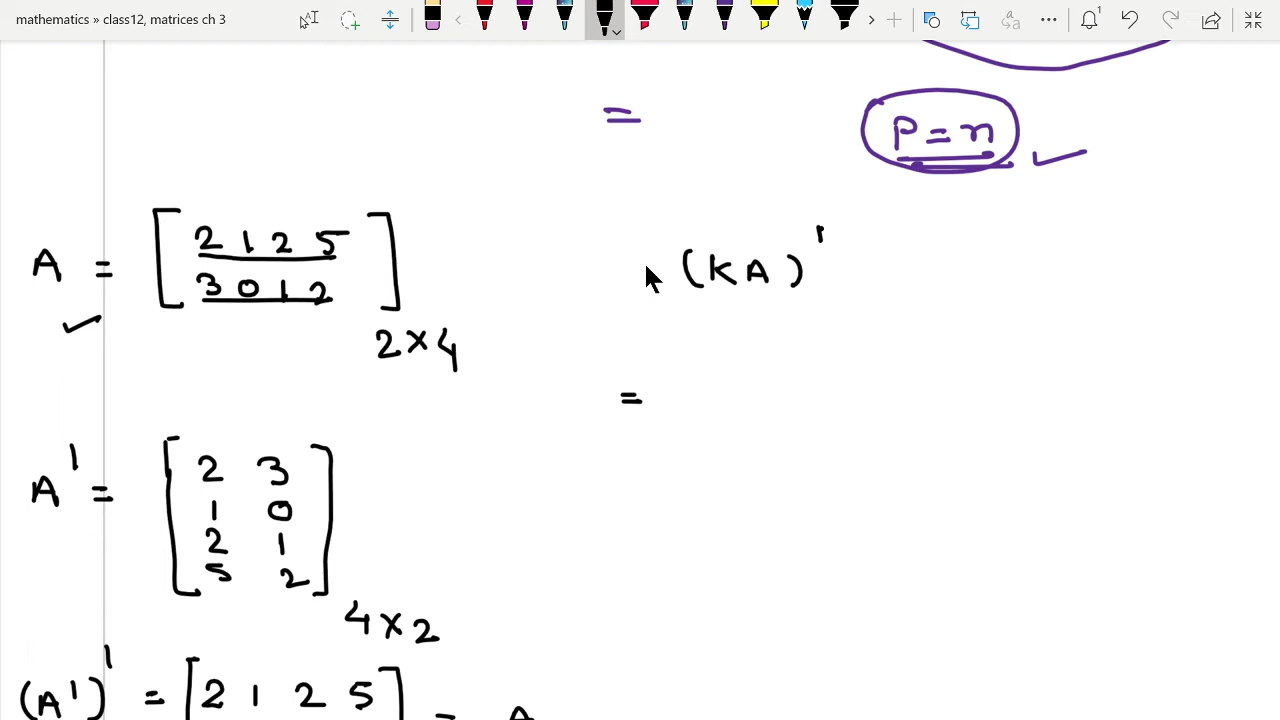 mathematics » class12, matrices ch 3
=
P = n
A = [ 2 1 2 5
3 0 1 2 ] 2×4
(KA)'
=
A' = [ 2 3
1 0
2 1
5 2 ] 4×2
(A')' = [ 2 1 2 5 ] = A